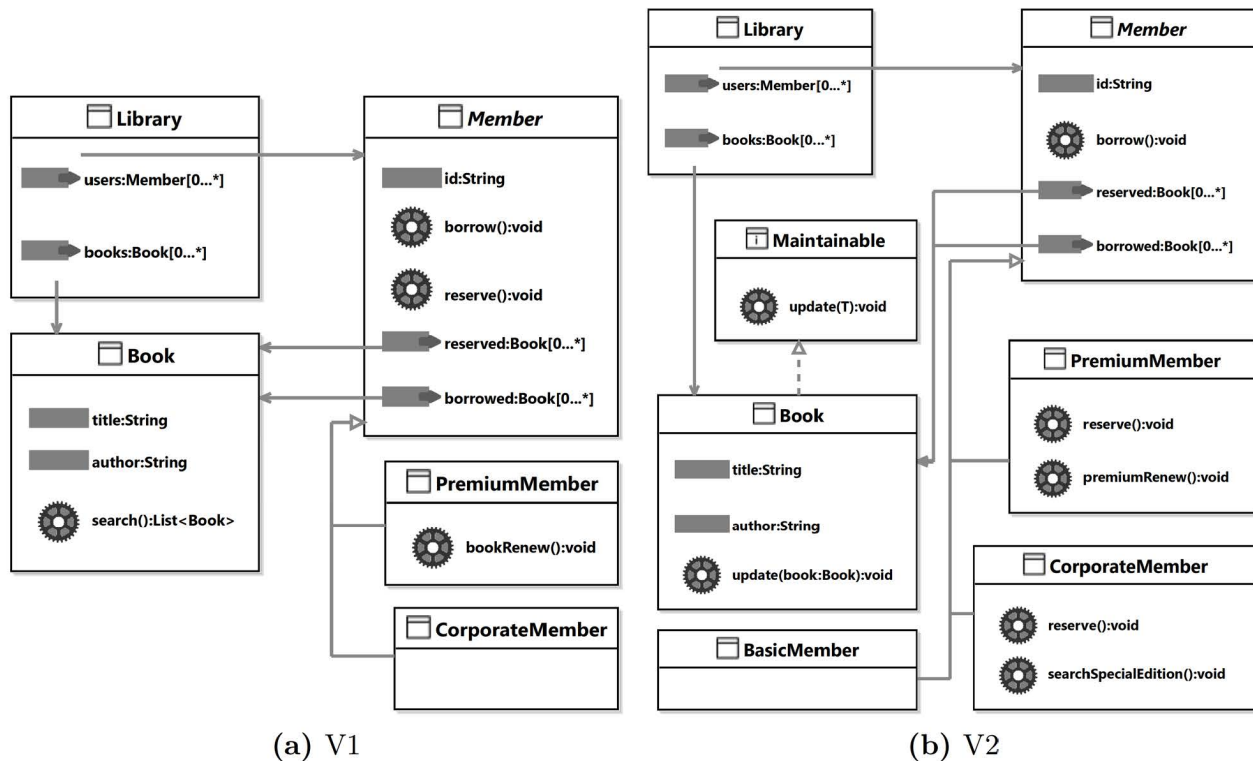 Library
users:Member[0...*]
books:Book[0...*]
Member
id:String
borrow():void
reserve():void
reserved:Book[0...*]
borrowed:Book[0...*]
Book
title:String
author:String
search():List<Book>
PremiumMember
bookRenew():void
CorporateMember
(a) V1
Library
users:Member[0...*]
books:Book[0...*]
Member
id:String
borrow():void
reserved:Book[0...*]
borrowed:Book[0...*]
i Maintainable
update(T):void
Book
title:String
author:String
update(book:Book):void
PremiumMember
reserve():void
premiumRenew():void
CorporateMember
reserve():void
searchSpecialEdition():void
BasicMember
(b) V2